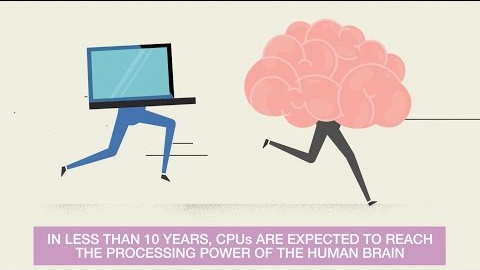 IN LESS THAN 10 YEARS, CPUs ARE EXPECTED TO REACH
THE PROCESSING POWER OF THE HUMAN BRAIN